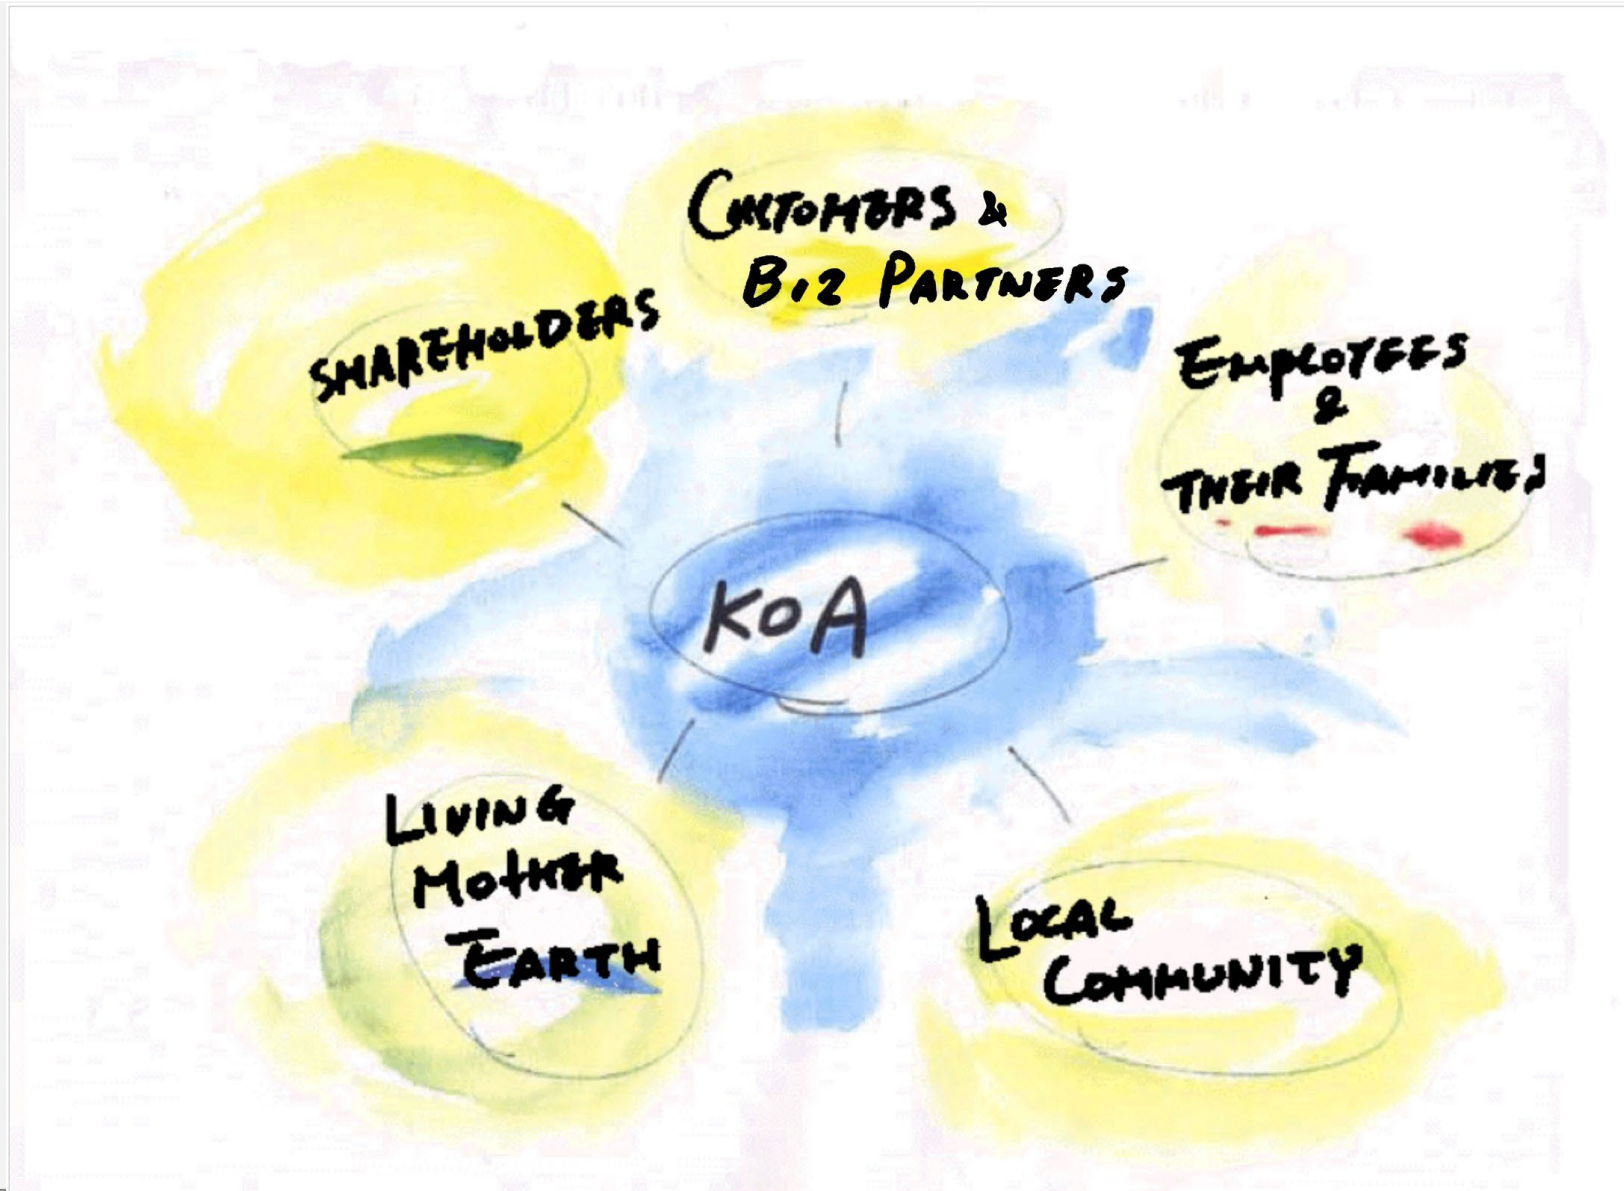 CUSTOMERS &
BIZ PARTNERS
SHAREHOLDERS
EMPLOYEES
&
THEIR FAMILIES
KOA
LIVING
MOTHER
EARTH
LOCAL
COMMUNITY